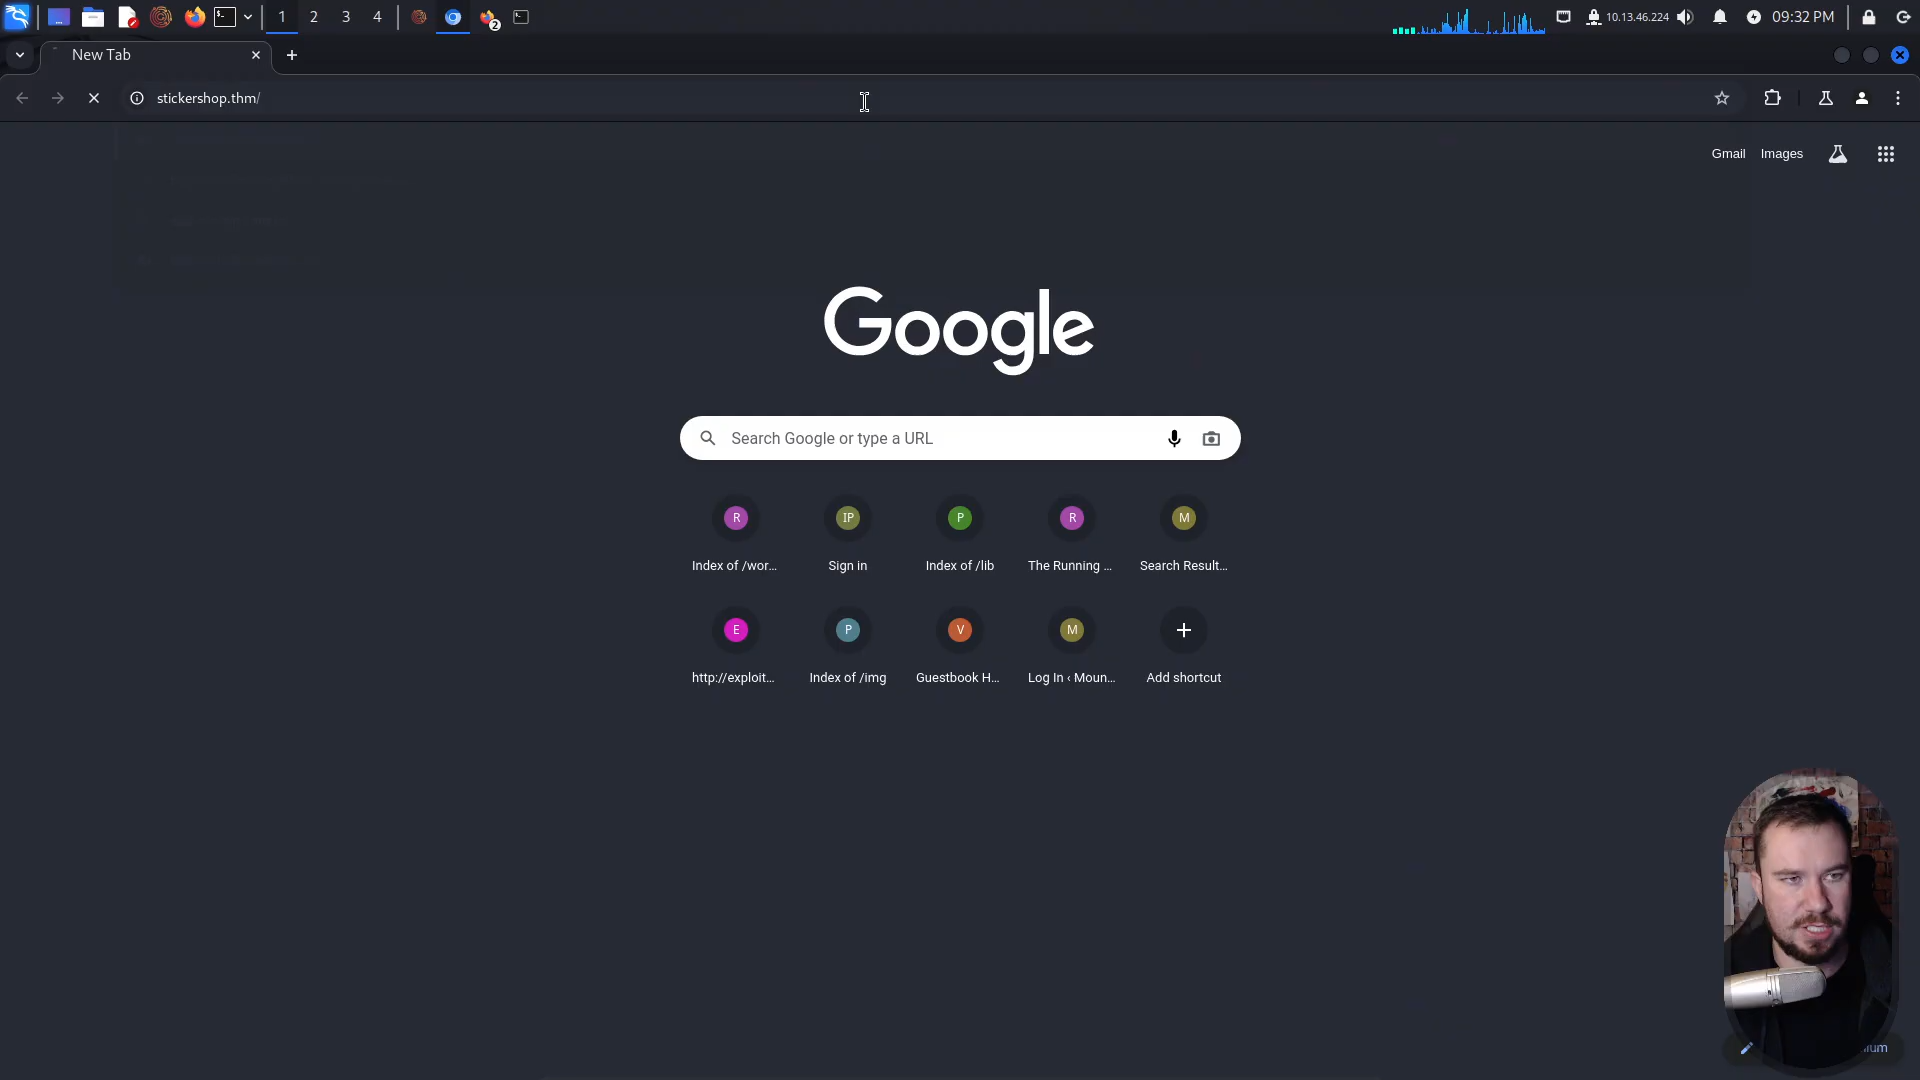 1 2 3 4 2 10.13.46.224 09:32 PM
New Tab
stickershop.thm/
Gmail Images
Google
Search Google or type a URL
R IP P R M
Index of /wor... Sign in Index of /lib The Running ... Search Result...
E P V M
http://exploit... Index of /img Guestbook H... Log In ‹ Moun... Add shortcut